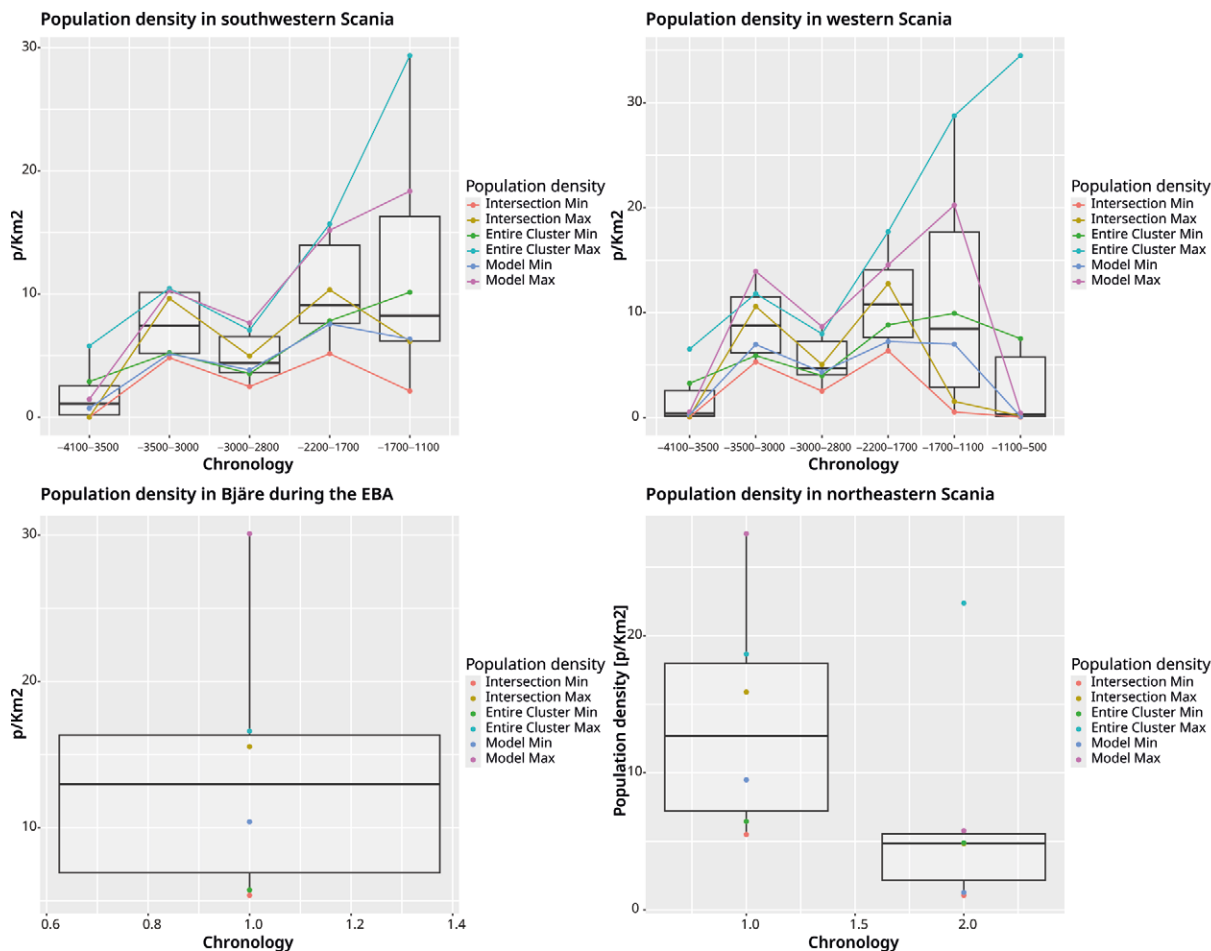 Population density in southwestern Scania
30
20
10
0
p/Km2
−4100−3500
−3500−3000
−3000−2800
−2200−1700
−1700−1100
Chronology
Population density
Intersection Min
Intersection Max
Entire Cluster Min
Entire Cluster Max
Model Min
Model Max
Population density in western Scania
30
20
10
0
p/Km2
−4100−3500
−3500−3000
−3000−2800
−2200−1700
−1700−1100
−1100−500
Chronology
Population density
Intersection Min
Intersection Max
Entire Cluster Min
Entire Cluster Max
Model Min
Model Max
Population density in Bjäre during the EBA
30
20
10
p/Km2
0.6
0.8
1.0
1.2
1.4
Chronology
Population density
Intersection Min
Intersection Max
Entire Cluster Min
Entire Cluster Max
Model Min
Model Max
Population density in northeastern Scania
20
10
0
Population density [p/Km2]
1.0
1.5
2.0
Chronology
Population density
Intersection Min
Intersection Max
Entire Cluster Min
Entire Cluster Max
Model Min
Model Max